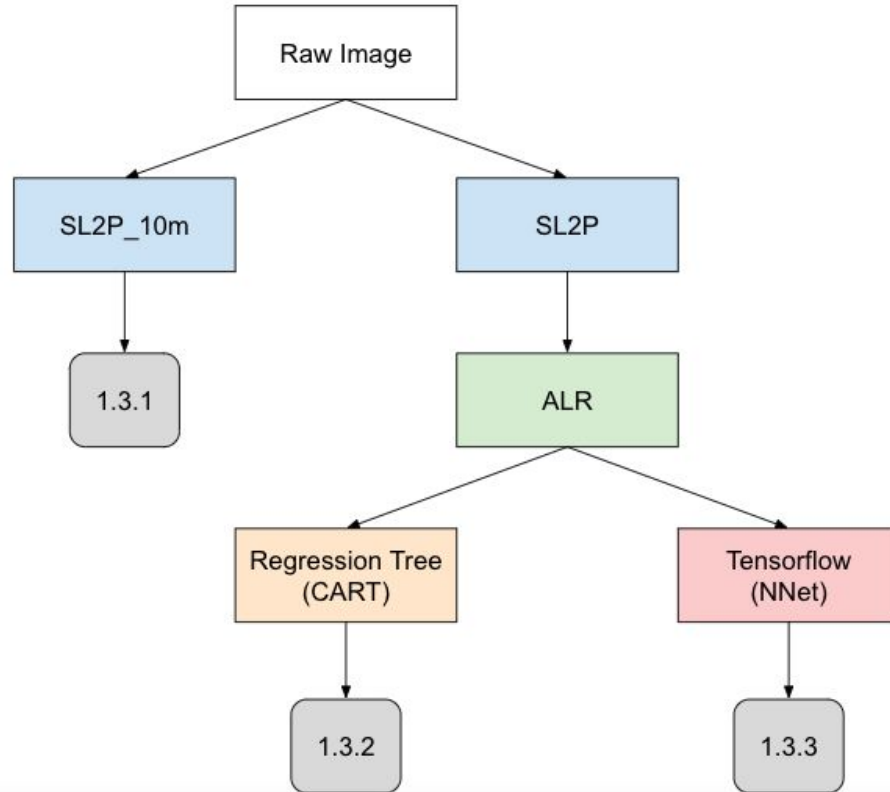 Raw Image
SL2P_10m
SL2P
1.3.1
ALR
Regression Tree
(CART)
Tensorflow
(NNet)
1.3.2
1.3.3